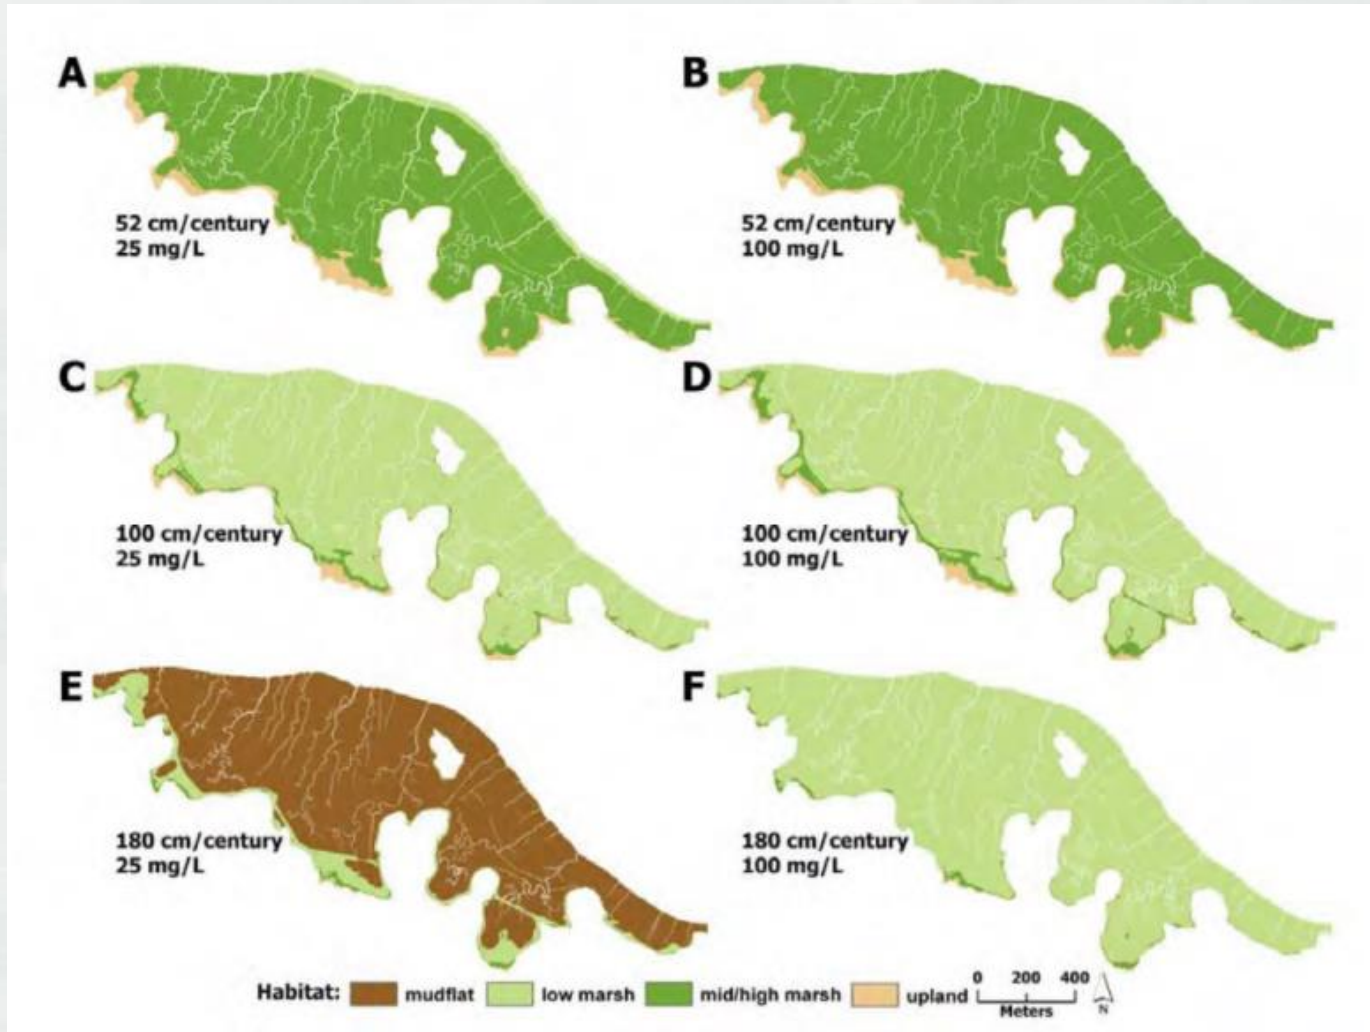 A
52 cm/century
25 mg/L
B
52 cm/century
100 mg/L
C
100 cm/century
25 mg/L
D
100 cm/century
100 mg/L
E
180 cm/century
25 mg/L
F
180 cm/century
100 mg/L
Habitat: mudflat low marsh mid/high marsh upland
0 200 400
Meters
N